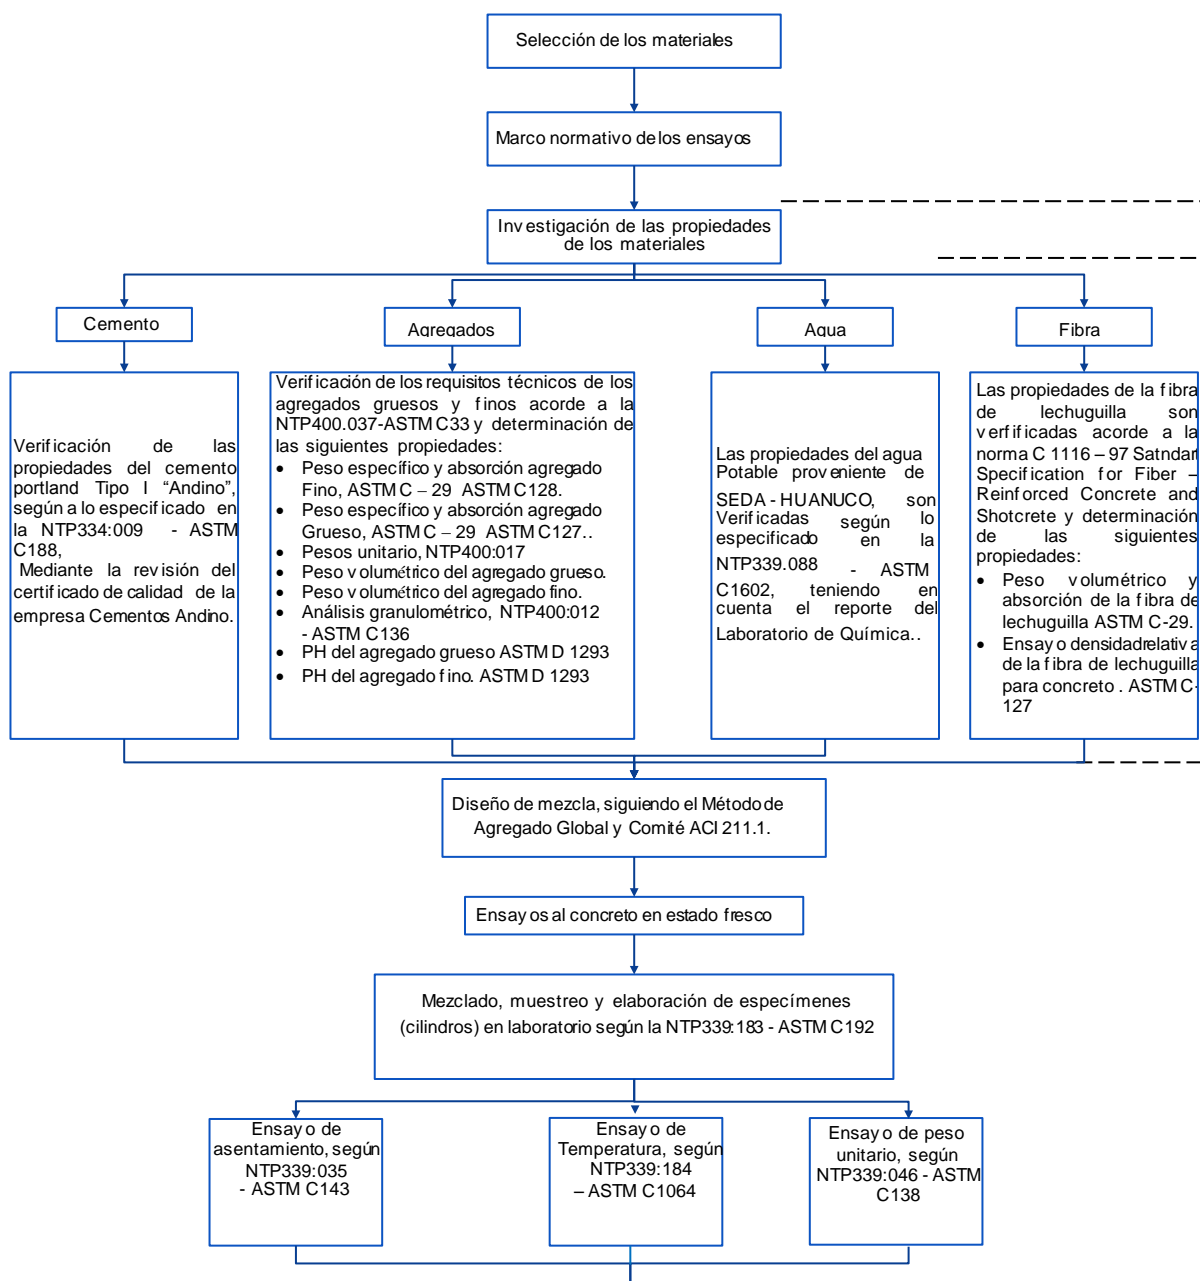 Selección de los materiales
Marco normativo de los ensayos
Investigación de las propiedades
de los materiales
Cemento
Agregados
Agua
Fibra
Verificación de las
propiedades del cemento
portland Tipo I “Andino”,
según a lo especificado en
la NTP334:009 - ASTM
C188,
Mediante la revisión del
certificado de calidad de la
empresa Cementos Andino.
Verificación de los requisitos técnicos de los
agregados gruesos y finos acorde a la
NTP400.037-ASTM C33 y determinación de
las siguientes propiedades:
• Peso específico y absorción agregado
Fino, ASTM C – 29 ASTM C128.
• Peso específico y absorción agregado
Grueso, ASTM C – 29 ASTM C127..
• Pesos unitario, NTP400:017
• Peso volumétrico del agregado grueso.
• Peso volumétrico del agregado fino.
• Análisis granulométrico, NTP400:012
- ASTM C136
• PH del agregado grueso ASTM D 1293
• PH del agregado fino. ASTM D 1293
Las propiedades del agua
Potable proveniente de
SEDA - HUANUCO, son
Verificadas según lo
especificado en la
NTP339.088 - ASTM
C1602, teniendo en
cuenta el reporte del
Laboratorio de Química..
Las propiedades de la fibra
de lechuguilla son
verfificadas acorde a la
norma C 1116 – 97 Satndart
Specification for Fiber –
Reinforced Concrete and
Shotcrete y determinación
de las siguientes
propiedades:
• Peso volumétrico y
absorción de la fibra de
lechuguilla ASTM C-29.
• Ensayo densidadrelativa
de la fibra de lechuguilla
para concreto . ASTM C-
127
Diseño de mezcla, siguiendo el Método de
Agregado Global y Comité ACI 211.1.
Ensayos al concreto en estado fresco
Mezclado, muestreo y elaboración de especímenes
(cilindros) en laboratorio según la NTP339:183 - ASTM C192
Ensayo de
asentamiento, según
NTP339:035
- ASTM C143
Ensayo de
Temperatura, según
NTP339:184
– ASTM C1064
Ensayo de peso
unitario, según
NTP339:046 - ASTM
C138